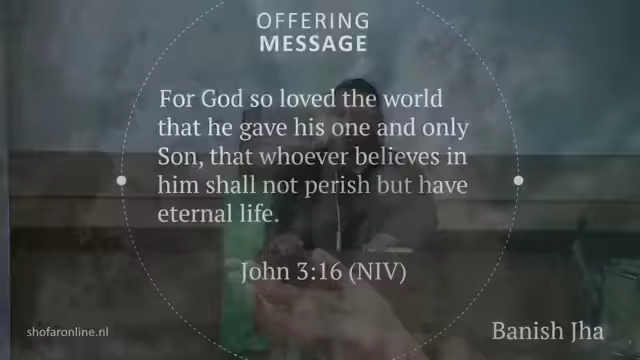 OFFERING
MESSAGE
For God so loved the world
that he gave his one and only
Son, that whoever believes in
him shall not perish but have
eternal life.
John 3:16 (NIV)
shofaronline.nl
Banish Jha